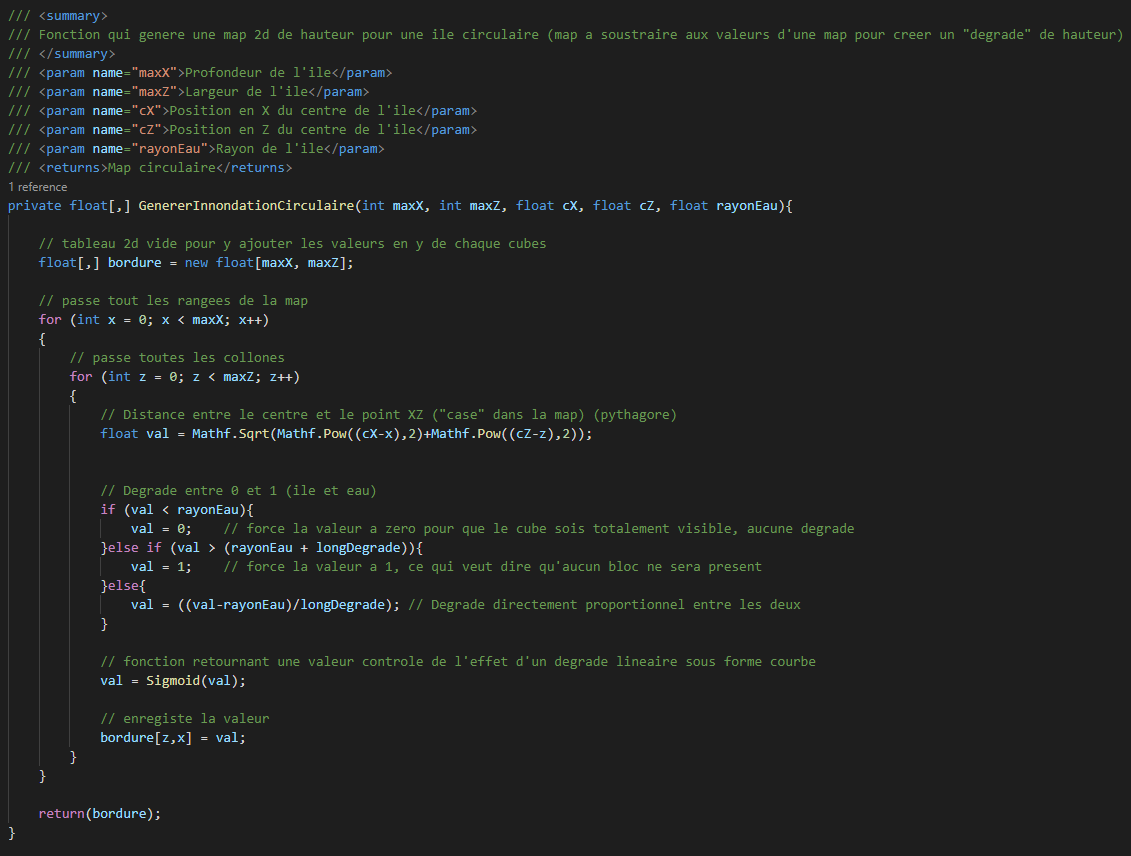 /// <summary>
/// Fonction qui genere une map 2d de hauteur pour une ile circulaire (map a soustraire aux valeurs d'une map pour creer un "degrade" de hauteur)
/// </summary>
/// <param name="maxX">Profondeur de l'ile</param>
/// <param name="maxZ">Largeur de l'ile</param>
/// <param name="cX">Position en X du centre de l'ile</param>
/// <param name="cZ">Position en Z du centre de l'ile</param>
/// <param name="rayonEau">Rayon de l'ile</param>
/// <returns>Map circulaire</returns>
1 reference
private float[,] GenererInnondationCirculaire(int maxX, int maxZ, float cX, float cZ, float rayonEau){
// tableau 2d vide pour y ajouter les valeurs en y de chaque cubes
float[,] bordure = new float[maxX, maxZ];
// passe tout les rangees de la map
for (int x = 0; x < maxX; x++)
{
// passe toutes les collones
for (int z = 0; z < maxZ; z++)
{
// Distance entre le centre et le point XZ ("case" dans la map) (pythagore)
float val = Mathf.Sqrt(Mathf.Pow((cX-x),2)+Mathf.Pow((cZ-z),2));
// Degrade entre 0 et 1 (ile et eau)
if (val < rayonEau){
val = 0;    // force la valeur a zero pour que le cube sois totalement visible, aucune degrade
}else if (val > (rayonEau + longDegrade)){
val = 1;    // force la valeur a 1, ce qui veut dire qu'aucun bloc ne sera present
}else{
val = ((val-rayonEau)/longDegrade); // Degrade directement proportionnel entre les deux
}
// fonction retournant une valeur controle de l'effet d'un degrade lineaire sous forme courbe
val = Sigmoid(val);
// enregiste la valeur
bordure[z,x] = val;
}
}
return(bordure);
}